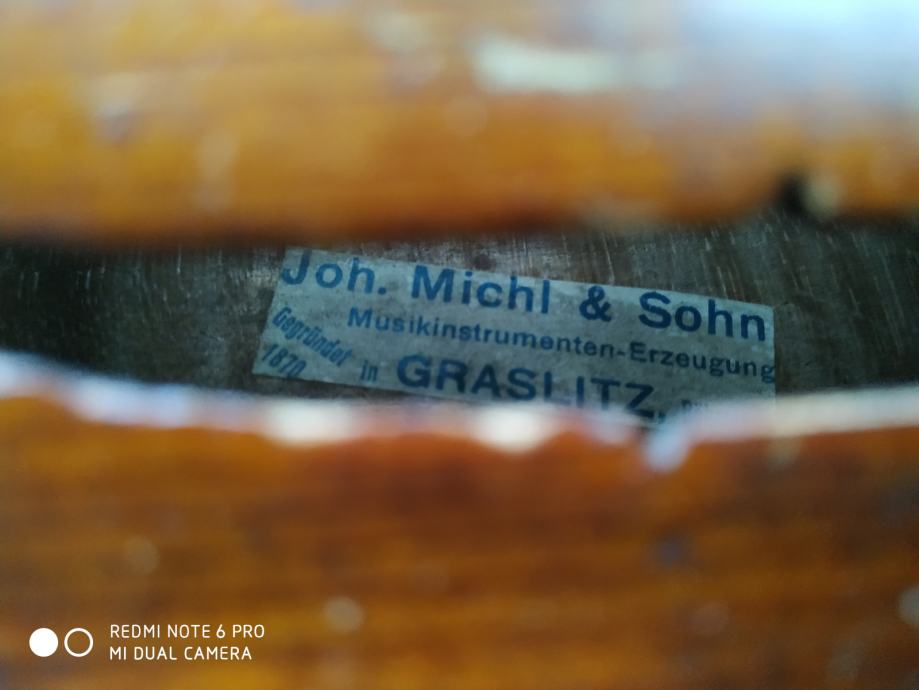 Joh. Michl & Sohn
Musikinstrumenten-Erzeugung
Gegründet
1870
in GRASLITZ,
REDMI NOTE 6 PRO
MI DUAL CAMERA